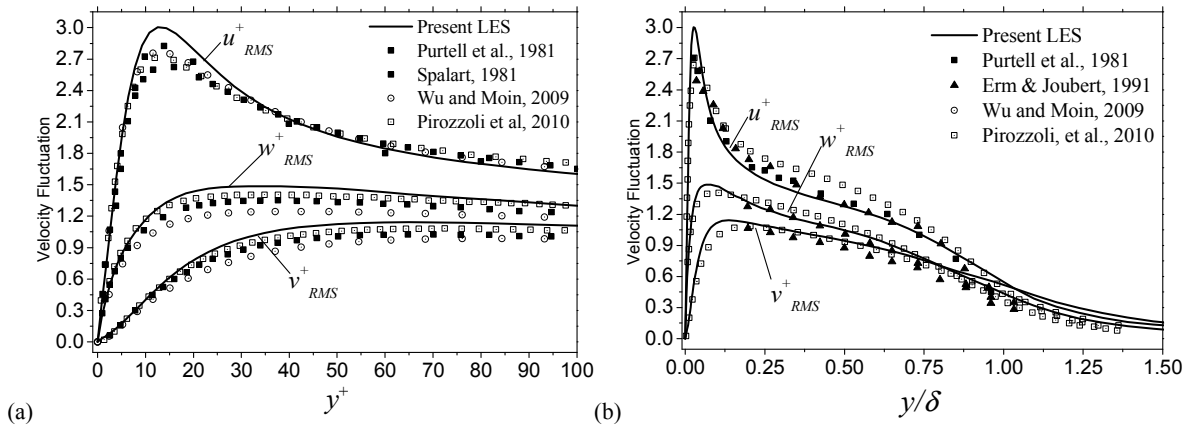 3.0
2.7
2.4
2.1
1.8
1.5
1.2
0.9
0.6
0.3
0.0
Velocity Fluctuation
u+RMS
w+RMS
v+RMS
Present LES
Purtell et al., 1981
Spalart, 1981
Wu and Moin, 2009
Pirozzoli et al, 2010
0 10 20 30 40 50 60 70 80 90 100
y+
(a)
3.0
2.7
2.4
2.1
1.8
1.5
1.2
0.9
0.6
0.3
0.0
Velocity Fluctuation
u+RMS
w+RMS
v+RMS
Present LES
Purtell et al., 1981
Erm & Joubert, 1991
Wu and Moin, 2009
Pirozzoli, et al., 2010
0.00 0.25 0.50 0.75 1.00 1.25 1.50
y/δ
(b)